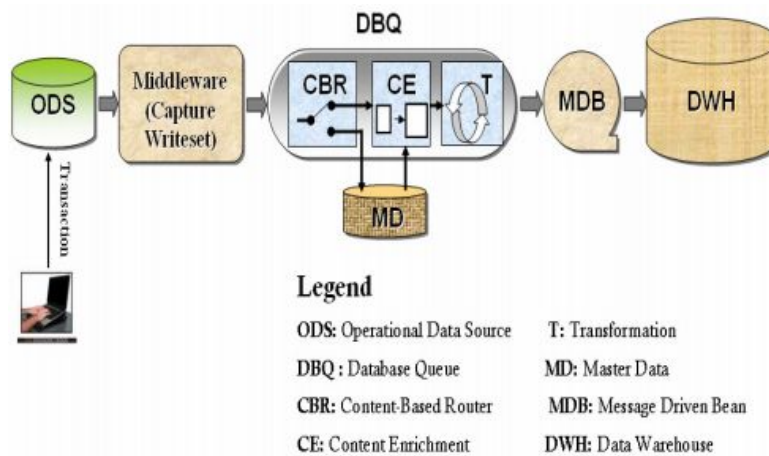 DBQ
ODS
Middleware
(Capture
Writeset)
CBR
CE
T
MDB
DWH
MD
Transaction
Legend
ODS: Operational Data Source
T: Transformation
DBQ : Database Queue
MD: Master Data
CBR: Content-Based Router
MDB: Message Driven Bean
CE: Content Enrichment
DWH: Data Warehouse